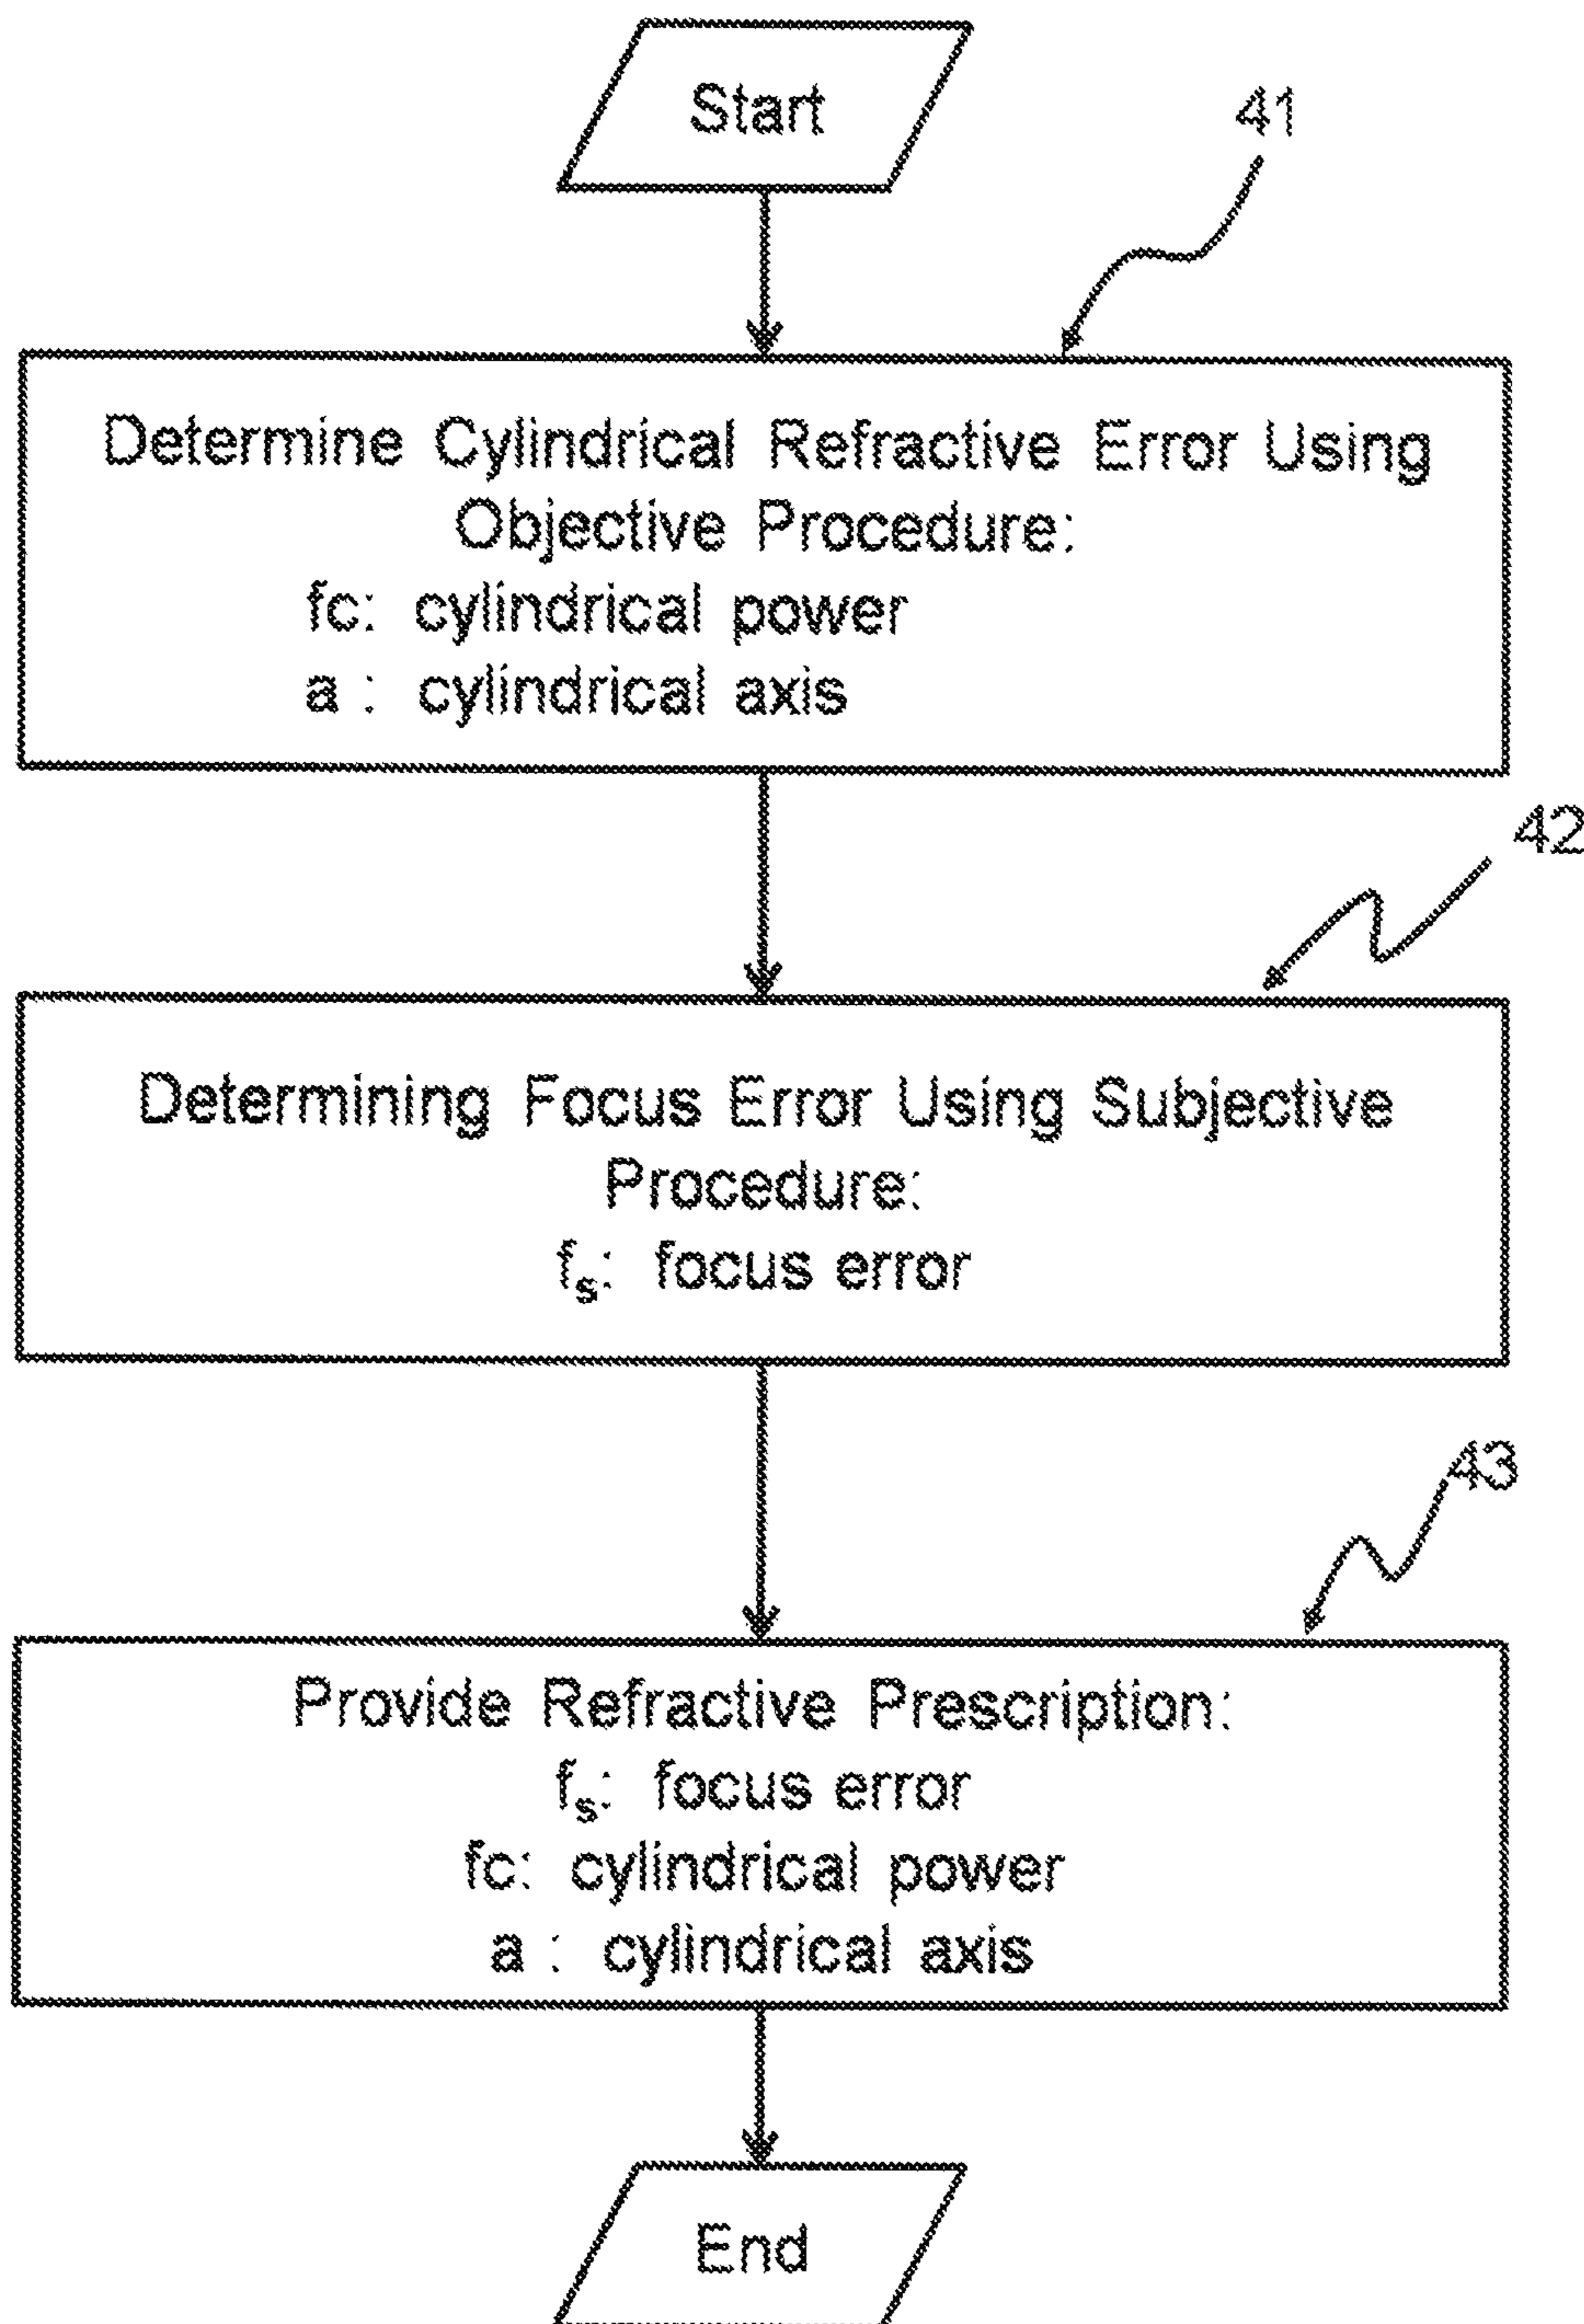 Start
41
Determine Cylindrical Refractive Error Using
Objective Procedure:
fc: cylindrical power
a : cylindrical axis
42
Determining Focus Error Using Subjective
Procedure:
fₛ: focus error
43
Provide Refractive Prescription:
fₛ: focus error
fc: cylindrical power
a : cylindrical axis
End